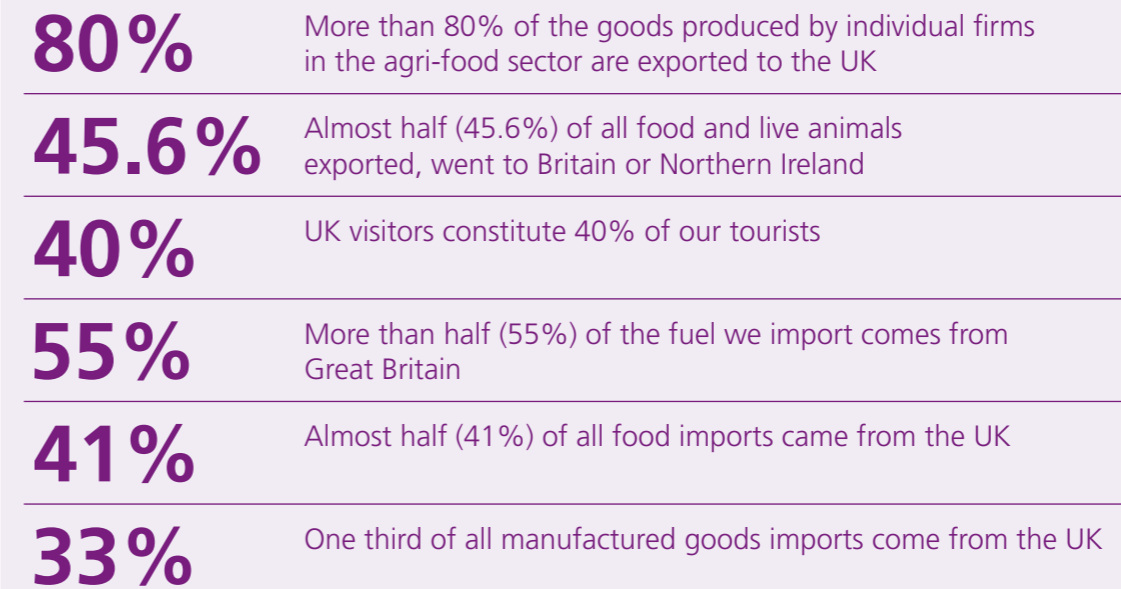 80%
More than 80% of the goods produced by individual firms
in the agri-food sector are exported to the UK
45.6%
Almost half (45.6%) of all food and live animals
exported, went to Britain or Northern Ireland
40%
UK visitors constitute 40% of our tourists
55%
More than half (55%) of the fuel we import comes from
Great Britain
41%
Almost half (41%) of all food imports came from the UK
33%
One third of all manufactured goods imports come from the UK